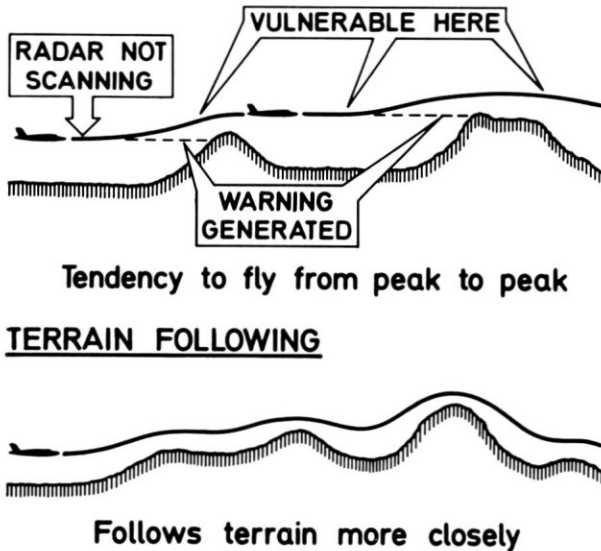 VULNERABLE HERE
RADAR NOT
SCANNING
WARNING
GENERATED
Tendency to fly from peak to peak
TERRAIN FOLLOWING
Follows terrain more closely